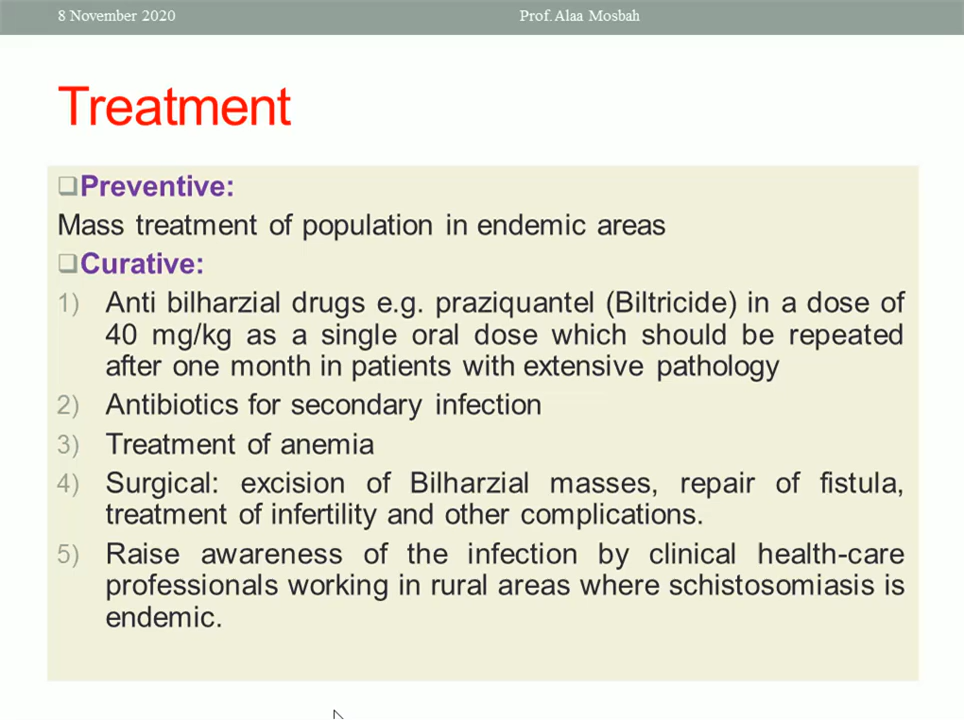 8 November 2020 Prof.Alaa Mosbah
Treatment
❑Preventive:
Mass treatment of population in endemic areas
❑Curative:
1) Anti bilharzial drugs e.g. praziquantel (Biltricide) in a dose of
40 mg/kg as a single oral dose which should be repeated
after one month in patients with extensive pathology
2) Antibiotics for secondary infection
3) Treatment of anemia
4) Surgical: excision of Bilharzial masses, repair of fistula,
treatment of infertility and other complications.
5) Raise awareness of the infection by clinical health-care
professionals working in rural areas where schistosomiasis is
endemic.